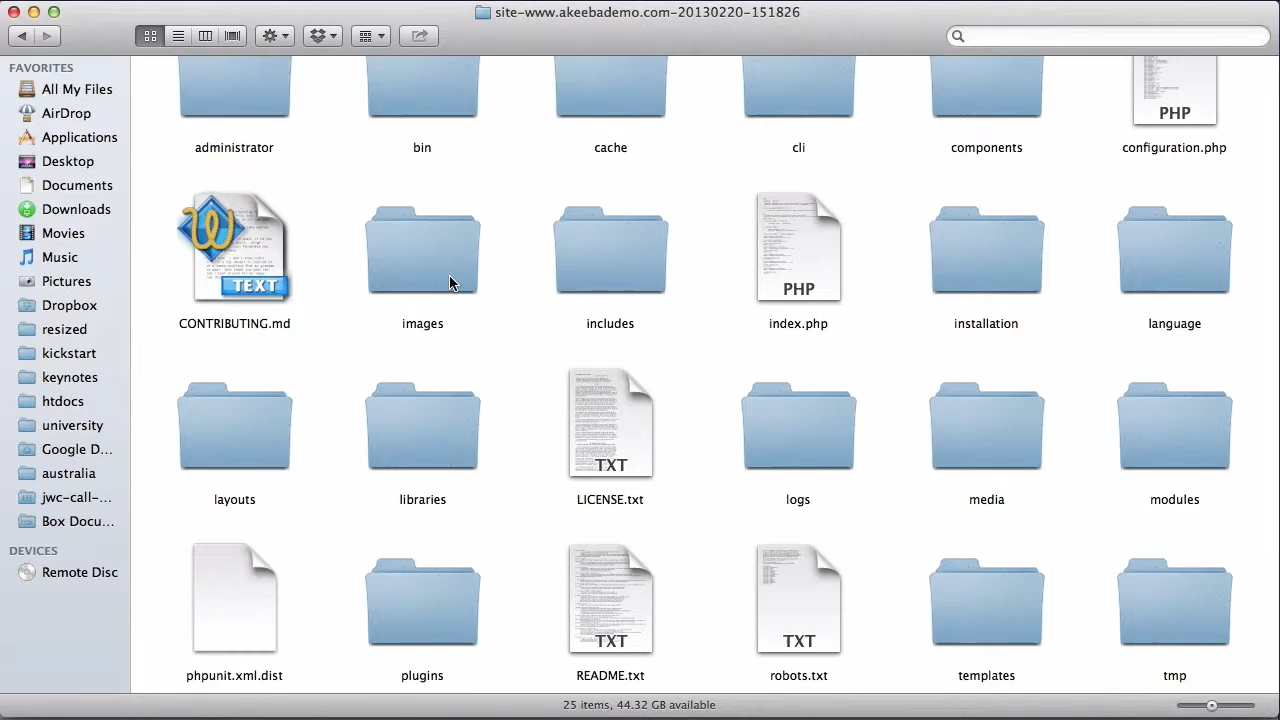 site-www.akeebademo.com-20130220-151826
FAVORITES
All My Files
AirDrop
Applications
Desktop
Documents
Downloads
Movies
Music
Pictures
Dropbox
resized
kickstart
keynotes
htdocs
university
Google D...
australia
jwc-call-...
Box Docu...
DEVICES
Remote Disc
PHP
administrator bin cache cli components configuration.php
TEXT PHP
CONTRIBUTING.md images includes index.php installation language
TXT
layouts libraries LICENSE.txt logs media modules
TXT TXT
phpunit.xml.dist plugins README.txt robots.txt templates tmp
25 items, 44.32 GB available